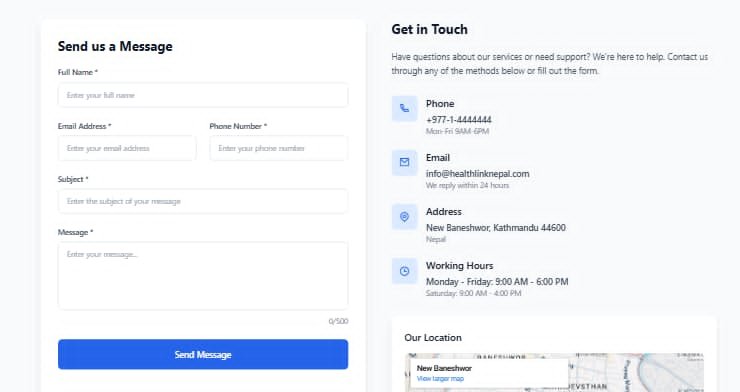 Send us a Message
Full Name *
Enter your full name
Email Address *
Phone Number *
Enter your email address
Enter your phone number
Subject *
Enter the subject of your message
Message *
Enter your message...
0/500
Send Message
Get in Touch
Have questions about our services or need support? We're here to help. Contact us
through any of the methods below or fill out the form.
Phone
+977-1-4444444
Mon-Fri 9AM-6PM
Email
info@healthlinknepal.com
We reply within 24 hours
Address
New Baneshwor, Kathmandu 44600
Nepal
Working Hours
Monday - Friday: 9:00 AM - 6:00 PM
Saturday: 9:00 AM - 4:00 PM
Our Location
New Baneshwor
View larger map